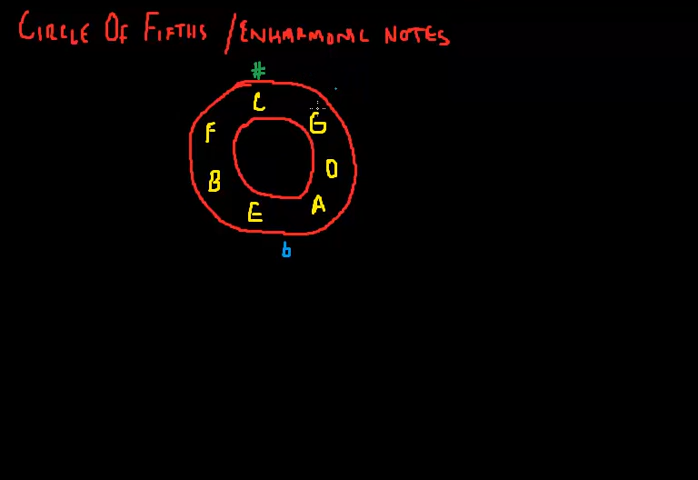 CIRCLE OF FIFTHS / ENHARMONIC NOTES
#
C
F G
B D
E A
b